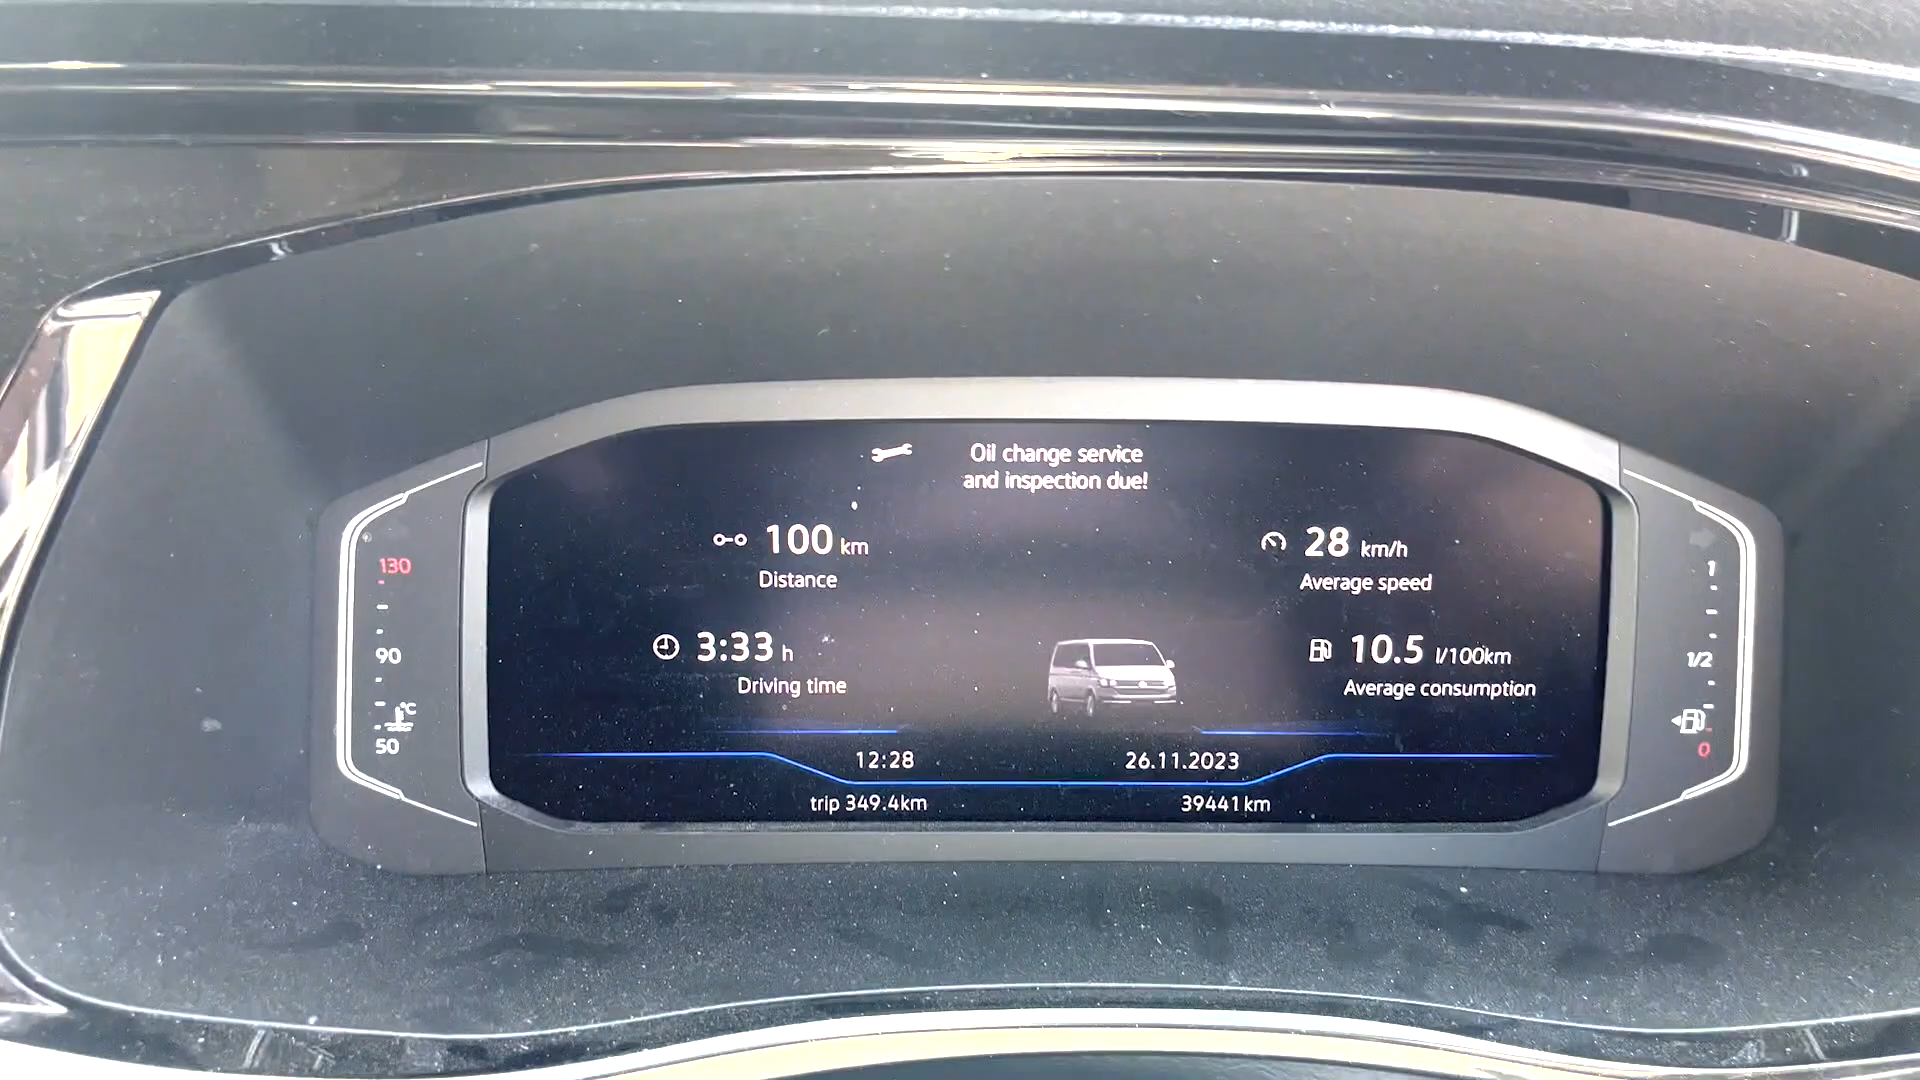 Oil change service
and inspection due!
100 km
Distance
28 km/h
Average speed
3:33 h
Driving time
10.5 l/100km
Average consumption
12:28
26.11.2023
trip 349.4km
39441 km
130
90
°C
50
1
1/2
0